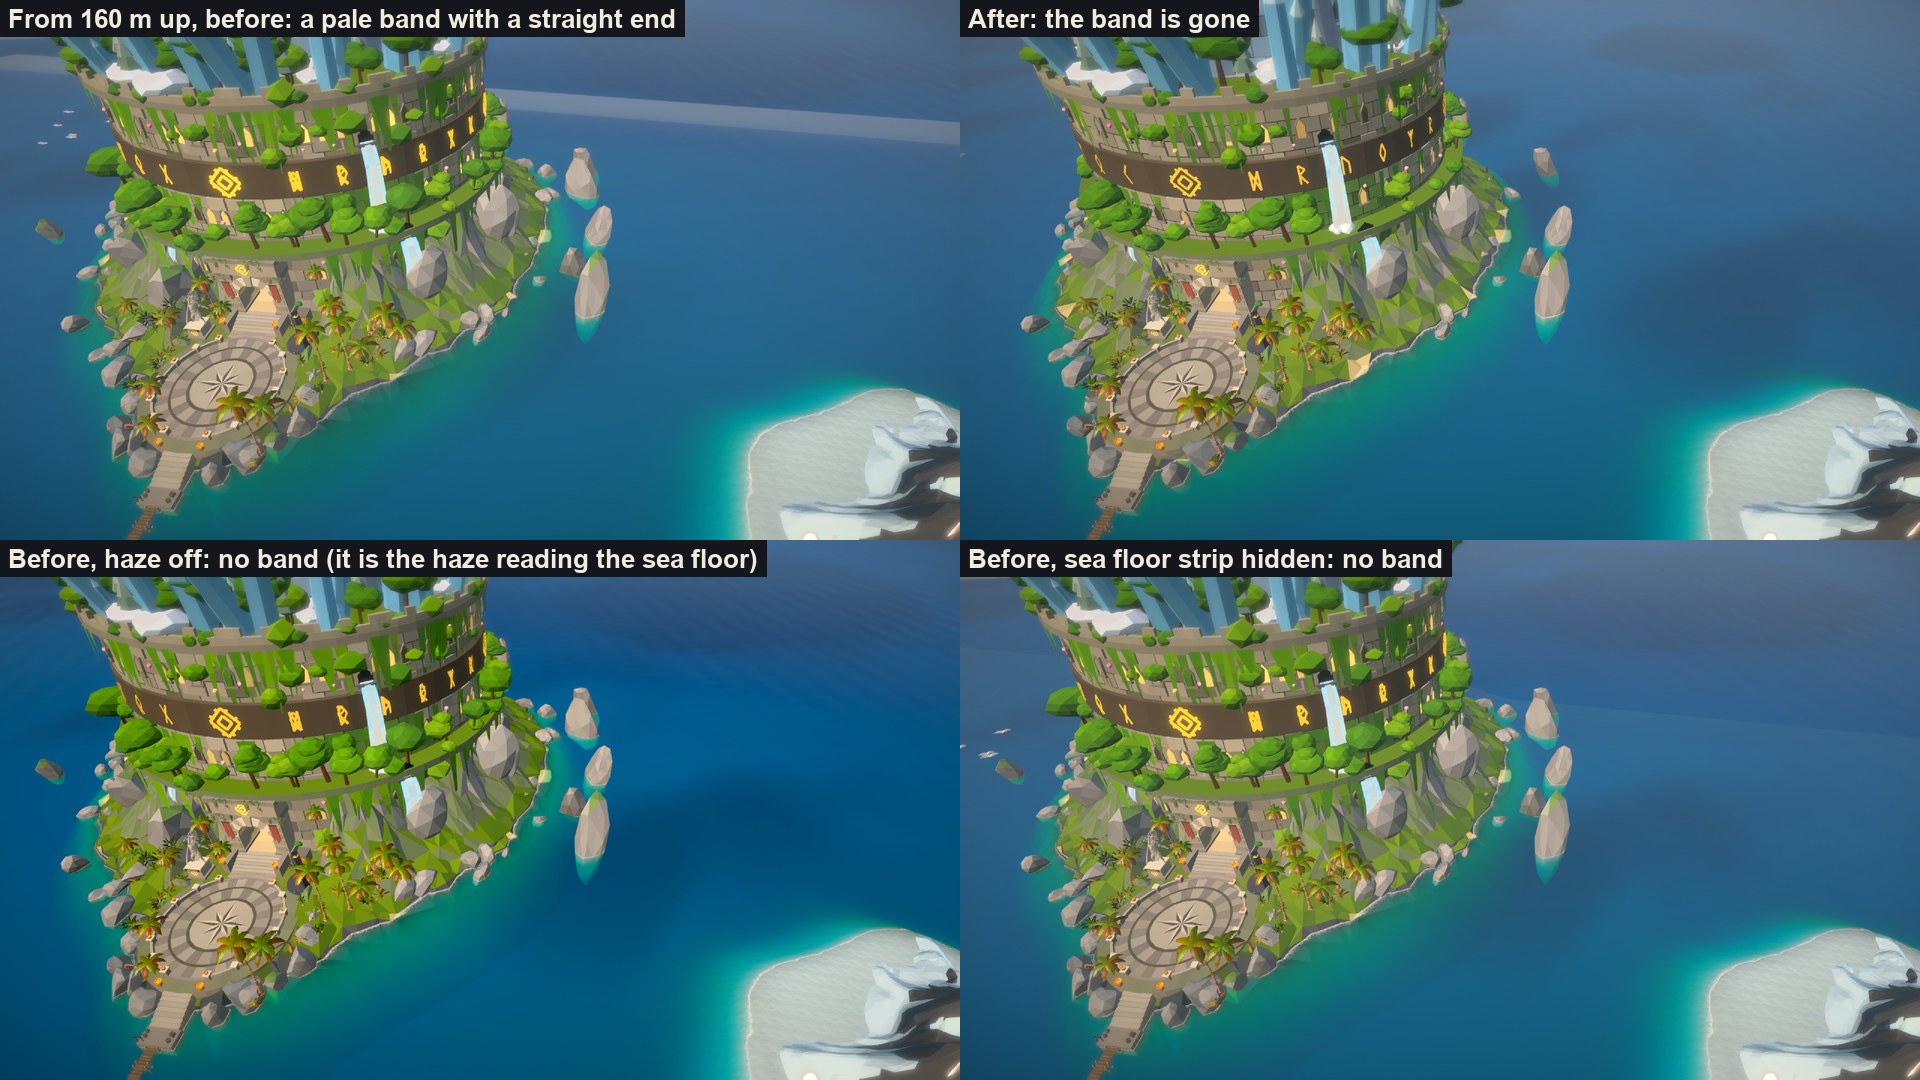 From 160 m up, before: a pale band with a straight end
After: the band is gone
Before, haze off: no band (it is the haze reading the sea floor)
Before, sea floor strip hidden: no band